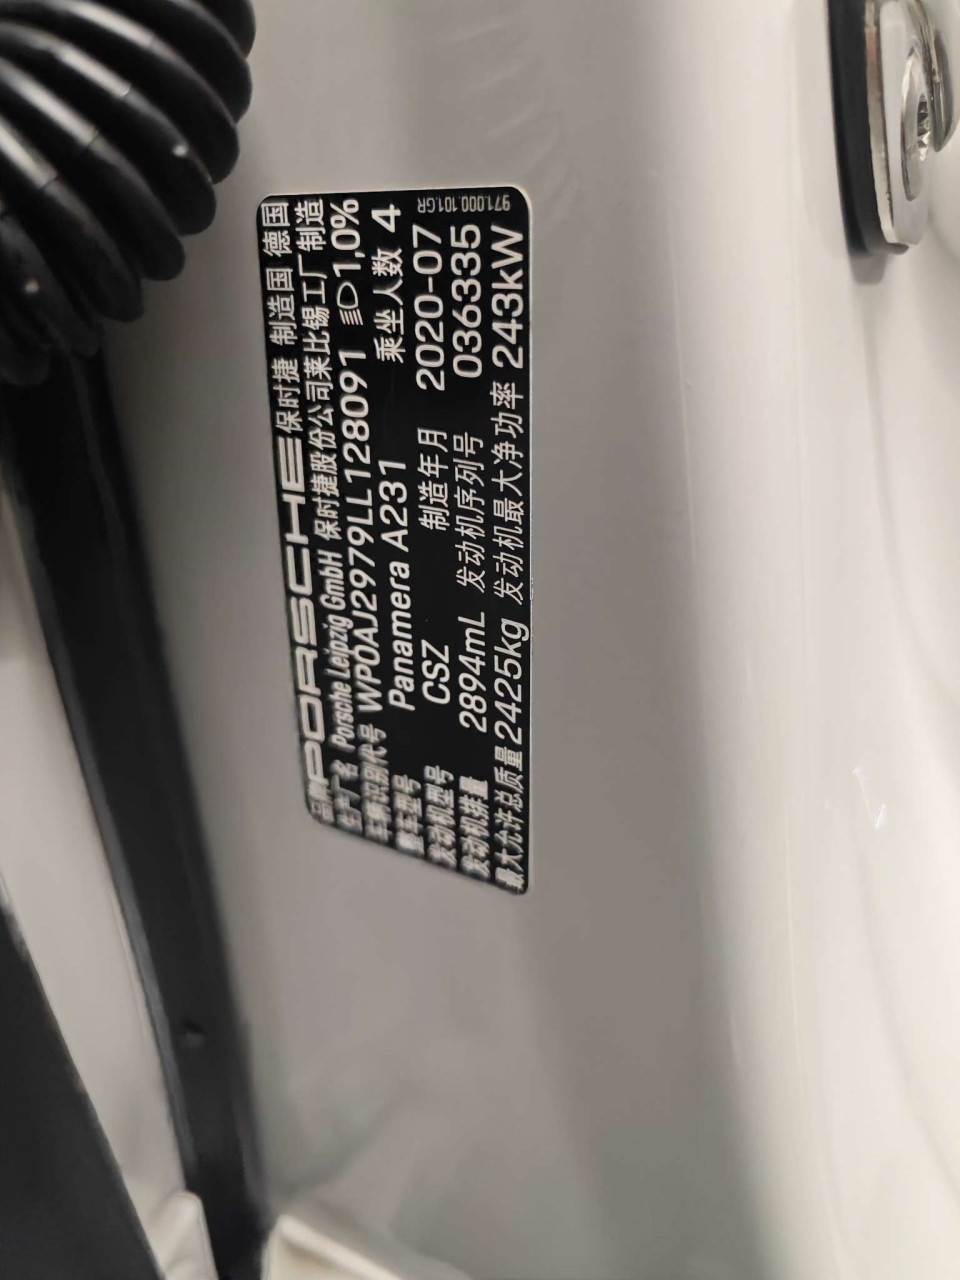 品牌 PORSCHE 保时捷 制造国 德国
生产厂名 Porsche Leipzig GmbH 保时捷股份公司莱比锡工厂制造
车辆识别代号 WP0AJ2979LL128091 1,0%
整车型号 Panamera A231 乘坐人数 4
发动机型号 CSZ 制造年月 2020-07
发动机排量 2894mL 发动机序列号 036335
最大允许总质量 2425kg 发动机最大净功率 243kW
971.000.101.GR